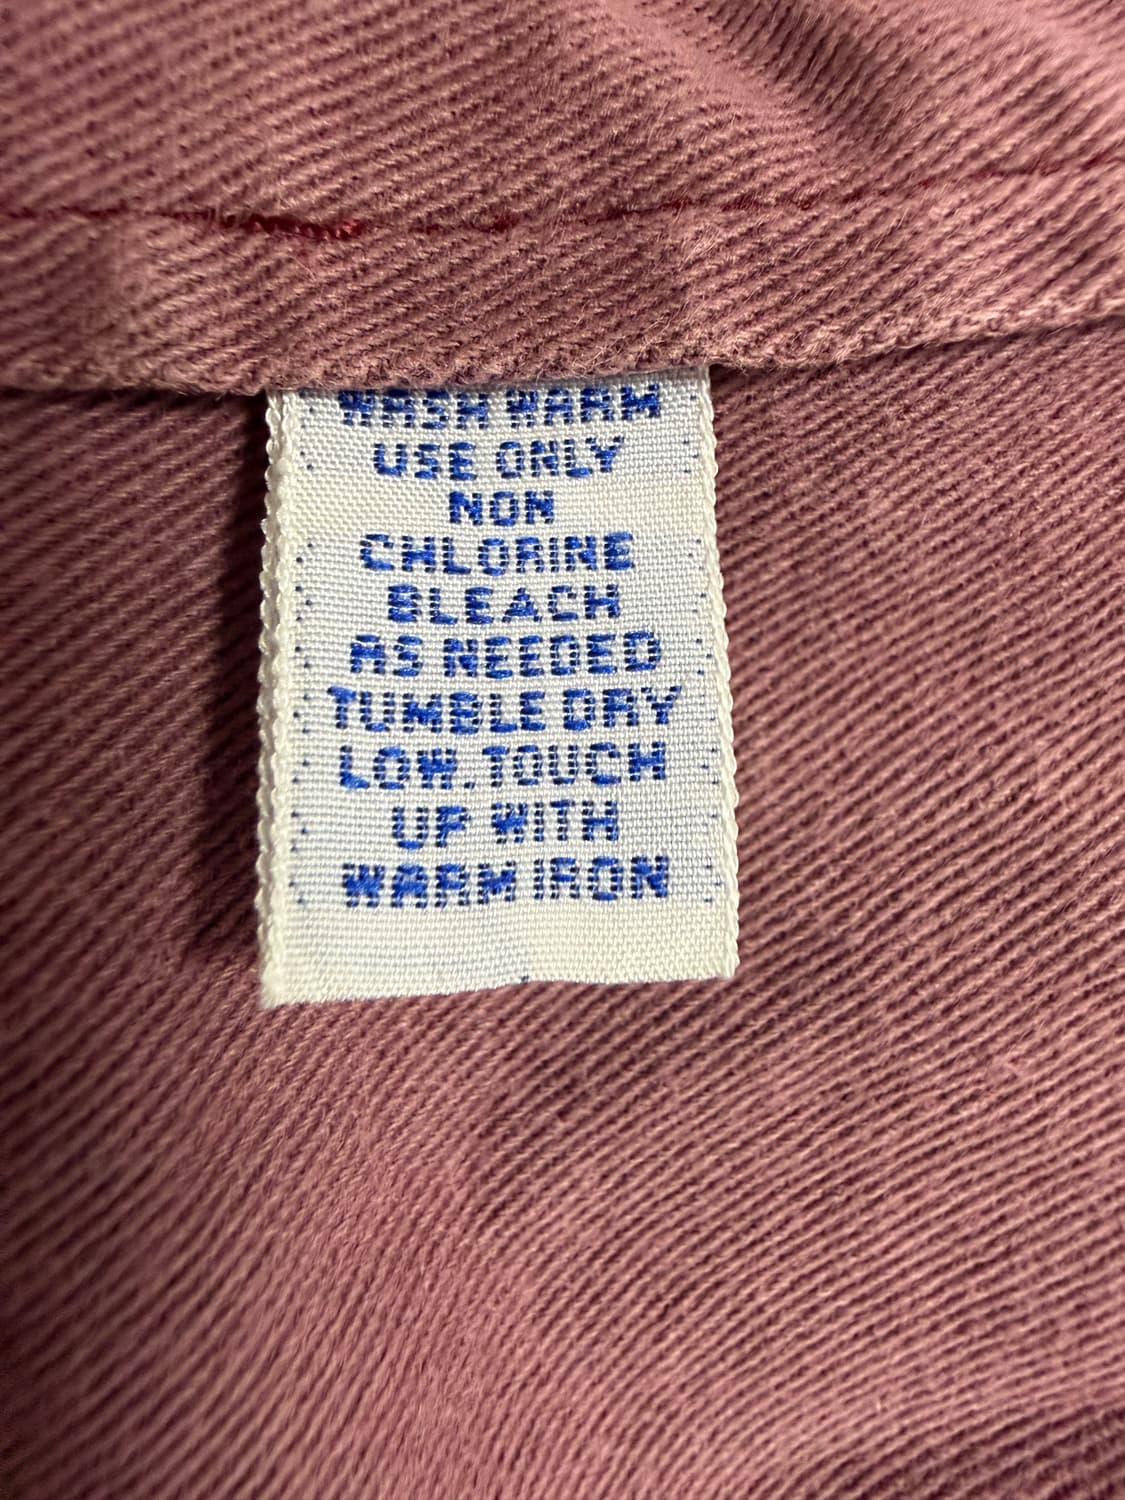 WASH WARM
USE ONLY
NON
CHLORINE
BLEACH
AS NEEDED
TUMBLE DRY
LOW. TOUCH
UP WITH
WARM IRON